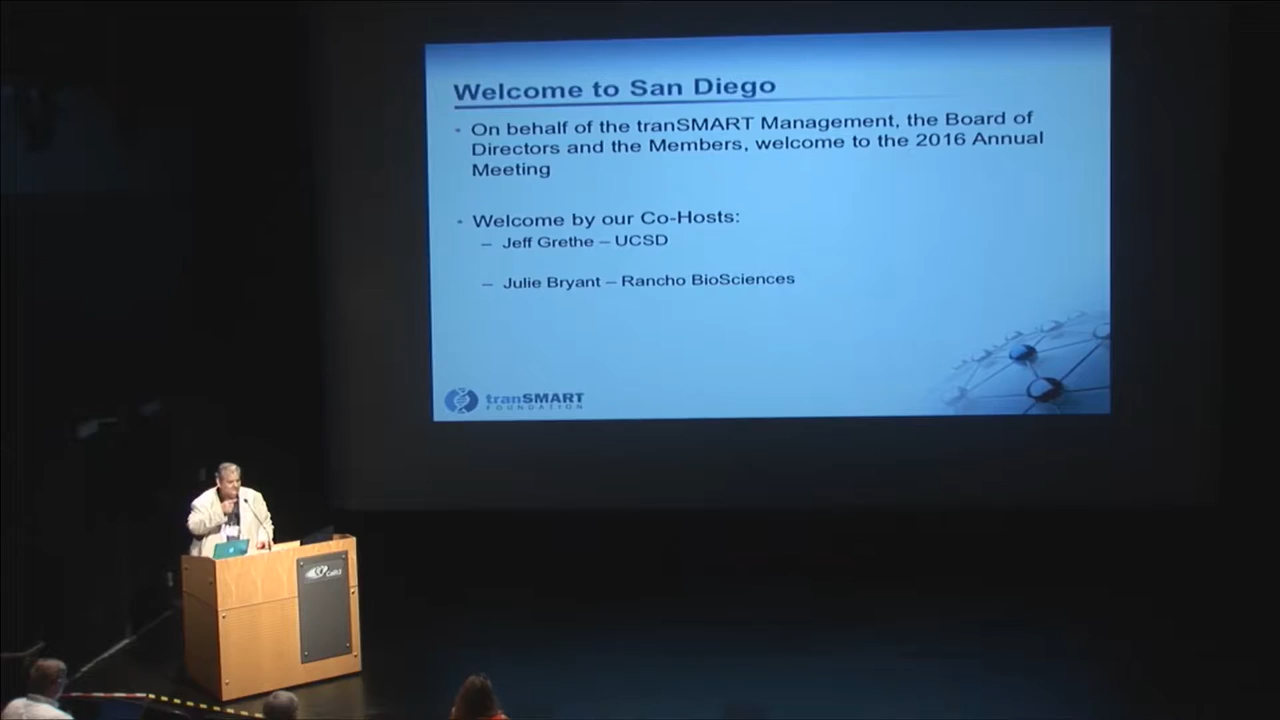 Welcome to San Diego
• On behalf of the tranSMART Management, the Board of
Directors and the Members, welcome to the 2016 Annual
Meeting
• Welcome by our Co-Hosts:
– Jeff Grethe – UCSD
– Julie Bryant – Rancho BioSciences
tranSMART
FOUNDATION
Calit2